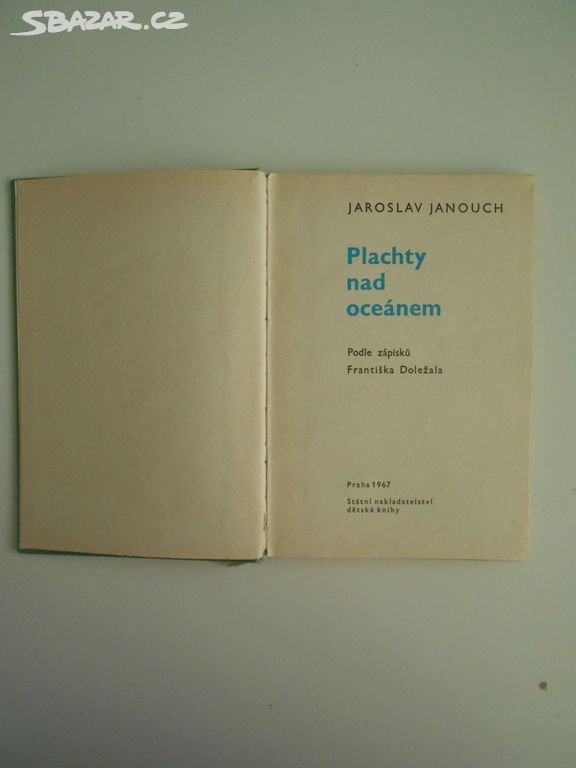 SBAZAR.CZ
JAROSLAV JANOUCH
Plachty
nad
oceánem
Podle zápisků
Františka Doležala
Praha 1967
Státní nakladatelství
dětské knihy